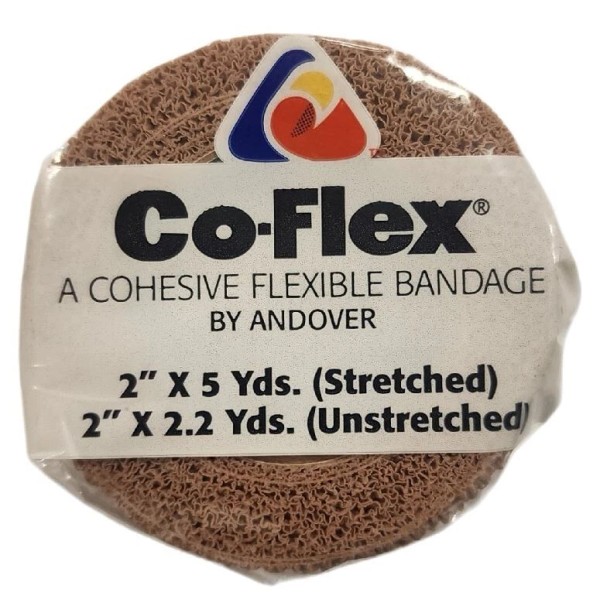 Co-Flex®
A COHESIVE FLEXIBLE BANDAGE
BY ANDOVER
2" X 5 Yds. (Stretched)
2" X 2.2 Yds. (Unstretched)